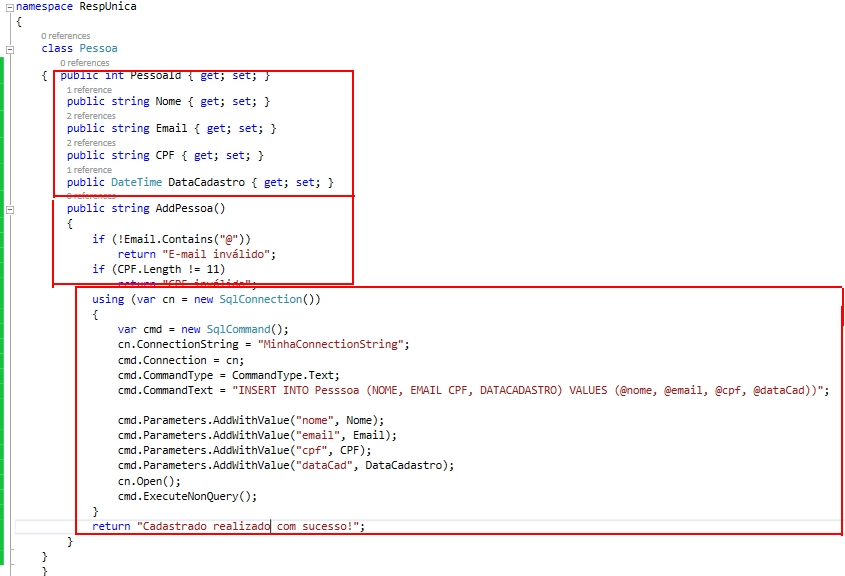 namespace RespUnica
{
0 references
class Pessoa
0 references
{ public int PessoaId { get; set; }
1 reference
public string Nome { get; set; }
2 references
public string Email { get; set; }
2 references
public string CPF { get; set; }
1 reference
public DateTime DataCadastro { get; set; }
0 references
public string AddPessoa()
{
if (!Email.Contains("@"))
return "E-mail inválido";
if (CPF.Length != 11)
return "CPF inválido";
using (var cn = new SqlConnection())
{
var cmd = new SqlCommand();
cn.ConnectionString = "MinhaConnectionString";
cmd.Connection = cn;
cmd.CommandType = CommandType.Text;
cmd.CommandText = "INSERT INTO Pesssoa (NOME, EMAIL CPF, DATACADASTRO) VALUES (@nome, @email, @cpf, @dataCad))";
cmd.Parameters.AddWithValue("nome", Nome);
cmd.Parameters.AddWithValue("email", Email);
cmd.Parameters.AddWithValue("cpf", CPF);
cmd.Parameters.AddWithValue("dataCad", DataCadastro);
cn.Open();
cmd.ExecuteNonQuery();
}
return "Cadastrado realizado com sucesso!";
}
}
}